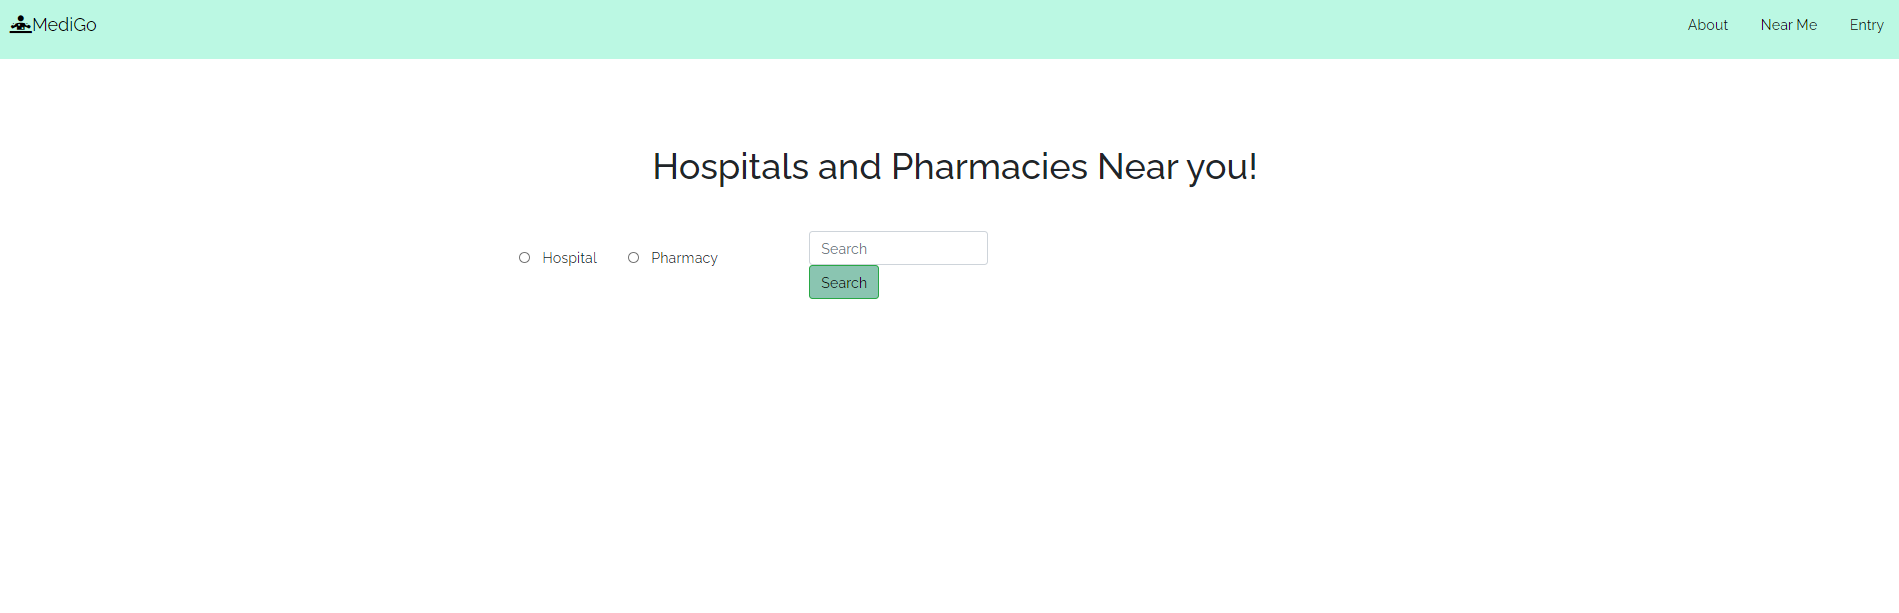 MediGo
About
Near Me
Entry
Hospitals and Pharmacies Near you!
Hospital
Pharmacy
Search
Search